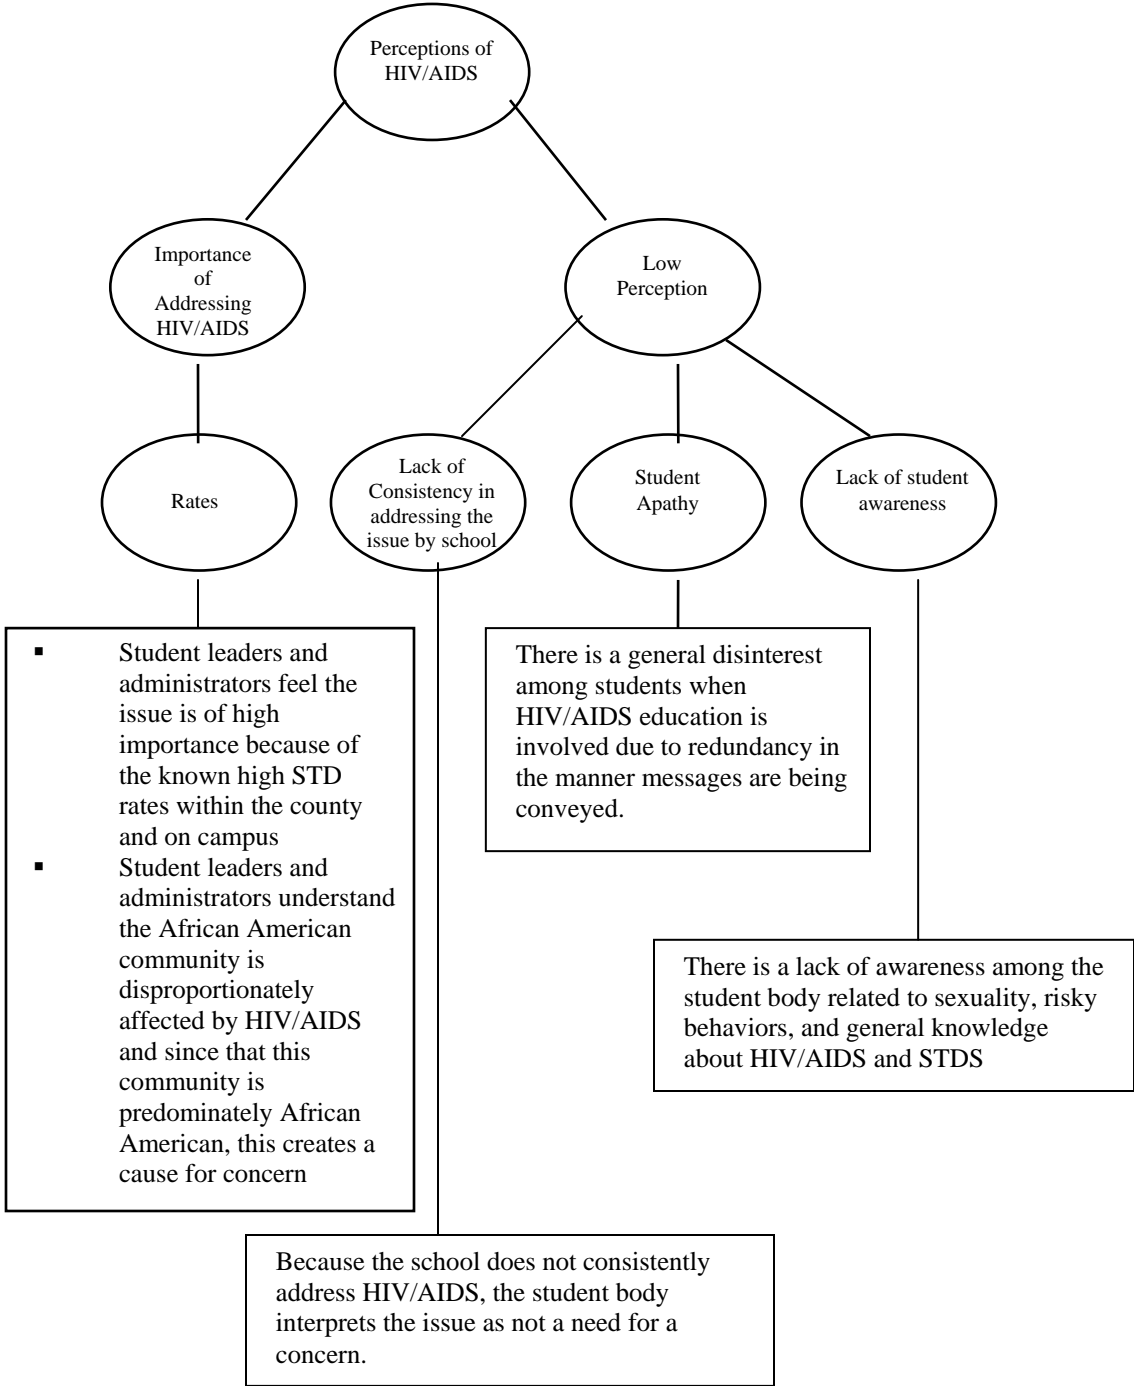 Perceptions of
HIV/AIDS
Importance
of
Addressing
HIV/AIDS
Low
Perception
Rates
Lack of
Consistency in
addressing the
issue by school
Student
Apathy
Lack of student
awareness
▪ Student leaders and
administrators feel the
issue is of high
importance because of
the known high STD
rates within the county
and on campus
▪ Student leaders and
administrators understand
the African American
community is
disproportionately
affected by HIV/AIDS
and since that this
community is
predominately African
American, this creates a
cause for concern
There is a general disinterest
among students when
HIV/AIDS education is
involved due to redundancy in
the manner messages are being
conveyed.
There is a lack of awareness among the
student body related to sexuality, risky
behaviors, and general knowledge
about HIV/AIDS and STDS
Because the school does not consistently
address HIV/AIDS, the student body
interprets the issue as not a need for a
concern.